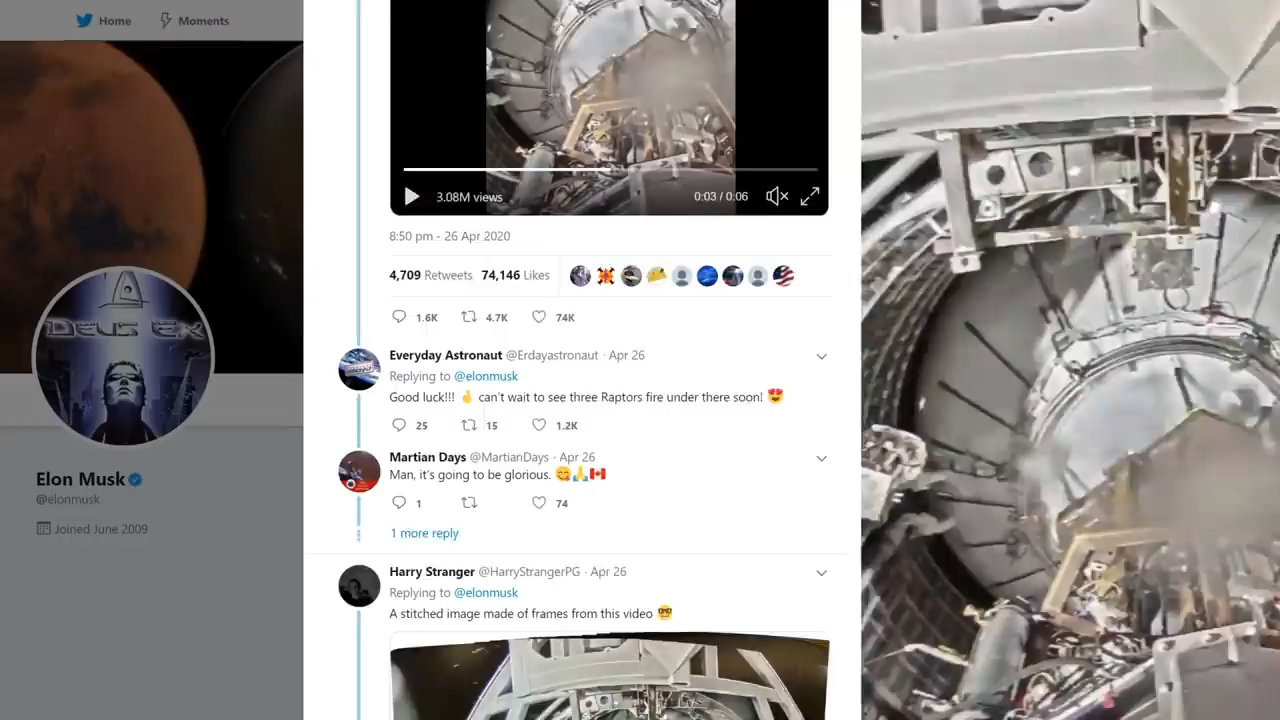 Home Moments
3.08M views 0:03 / 0:06
8:50 pm - 26 Apr 2020
4,709 Retweets 74,146 Likes
1.6K 4.7K 74K
Everyday Astronaut @Erdayastronaut · Apr 26
Replying to @elonmusk
Good luck!!! 🤞 can't wait to see three Raptors fire under there soon! 😍
25 15 1.2K
Martian Days @MartianDays · Apr 26
Man, it's going to be glorious. 😋🙏🇨🇦
1 74
1 more reply
Harry Stranger @HarryStrangerPG · Apr 26
Replying to @elonmusk
A stitched image made of frames from this video 🤓
DEUS EX
Elon Musk
@elonmusk
Joined June 2009